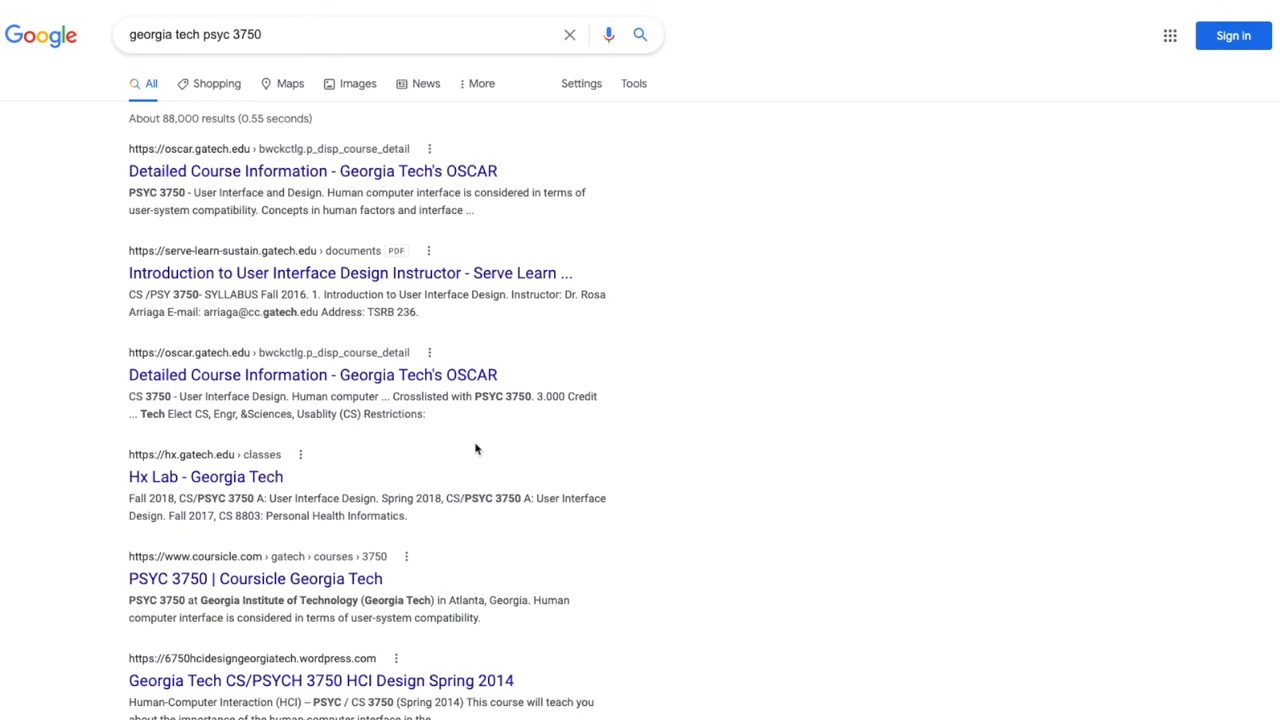 Google
georgia tech psyc 3750
Sign in
All
Shopping
Maps
Images
News
More
Settings
Tools
About 88,000 results (0.55 seconds)
https://oscar.gatech.edu › bwckctlg.p_disp_course_detail
Detailed Course Information - Georgia Tech's OSCAR
PSYC 3750 - User Interface and Design. Human computer interface is considered in terms of
user-system compatibility. Concepts in human factors and interface ...
https://serve-learn-sustain.gatech.edu › documents PDF
Introduction to User Interface Design Instructor - Serve Learn ...
CS /PSY 3750- SYLLABUS Fall 2016. 1. Introduction to User Interface Design. Instructor: Dr. Rosa
Arriaga E-mail: arriaga@cc.gatech.edu Address: TSRB 236.
https://oscar.gatech.edu › bwckctlg.p_disp_course_detail
Detailed Course Information - Georgia Tech's OSCAR
CS 3750 - User Interface Design. Human computer ... Crosslisted with PSYC 3750. 3.000 Credit
... Tech Elect CS, Engr, &Sciences, Usablity (CS) Restrictions:
https://hx.gatech.edu › classes
Hx Lab - Georgia Tech
Fall 2018, CS/PSYC 3750 A: User Interface Design. Spring 2018, CS/PSYC 3750 A: User Interface
Design. Fall 2017, CS 8803: Personal Health Informatics.
https://www.coursicle.com › gatech › courses › 3750
PSYC 3750 | Coursicle Georgia Tech
PSYC 3750 at Georgia Institute of Technology (Georgia Tech) in Atlanta, Georgia. Human
computer interface is considered in terms of user-system compatibility.
https://6750hcidesigngeorgiatech.wordpress.com
Georgia Tech CS/PSYCH 3750 HCI Design Spring 2014
Human-Computer Interaction (HCI) – PSYC / CS 3750 (Spring 2014) This course will teach you
about the importance of the human-computer interface in the